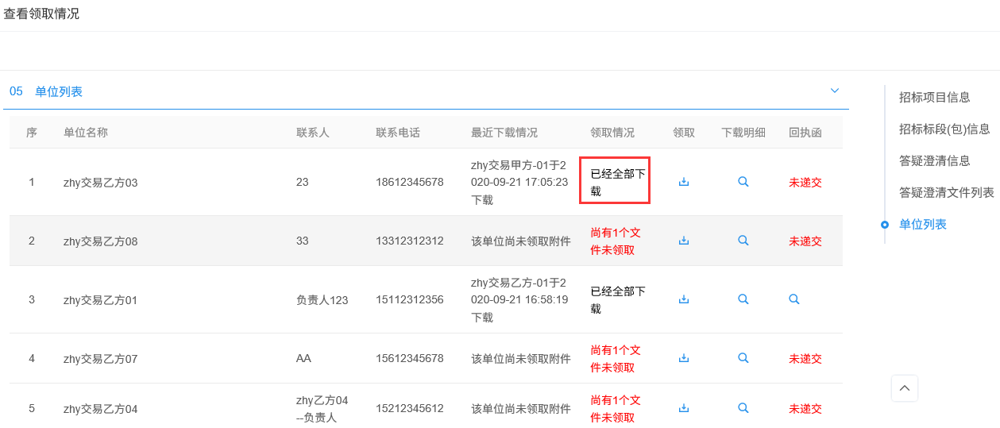 查看领取情况
05 单位列表
序 单位名称 联系人 联系电话 最近下载情况 领取情况 领取 下载明细 回执函
1 zhy交易乙方03 23 18612345678 zhy交易甲方-01于2
020-09-21 17:05:23
下载 已经全部下
载 未递交
2 zhy交易乙方08 33 13312312312 该单位尚未领取附件 尚有1个文
件未领取 未递交
3 zhy交易乙方01 负责人123 15112312356 zhy交易乙方-01于2
020-09-21 16:58:19
下载 已经全部下
载
4 zhy交易乙方07 AA 15612345678 该单位尚未领取附件 尚有1个文
件未领取 未递交
5 zhy交易乙方04 zhy乙方04
--负责人 15212345612 该单位尚未领取附件 尚有1个文
件未领取 未递交
招标项目信息
招标标段(包)信息
答疑澄清信息
答疑澄清文件列表
单位列表